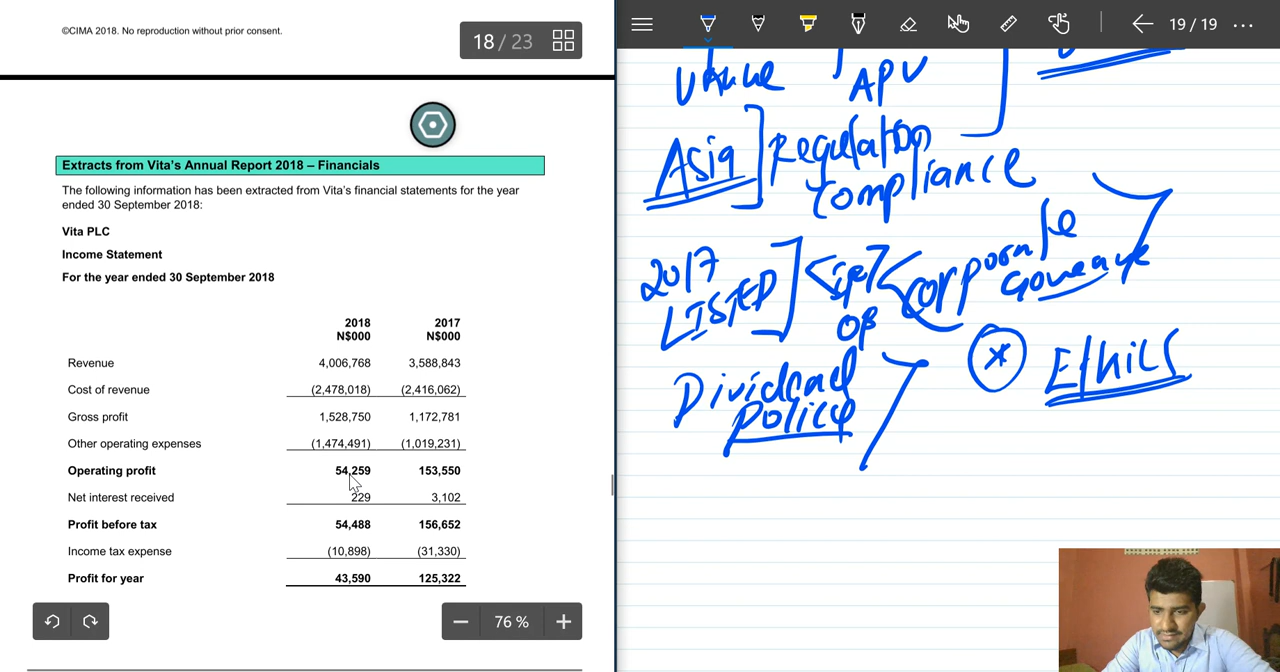 ©CIMA 2018. No reproduction without prior consent.
18 / 23
Extracts from Vita's Annual Report 2018 – Financials
The following information has been extracted from Vita's financial statements for the year
ended 30 September 2018:
Vita PLC
Income Statement
For the year ended 30 September 2018
2018 2017
N$000 N$000
Revenue 4,006,768 3,588,843
Cost of revenue (2,478,018) (2,416,062)
Gross profit 1,528,750 1,172,781
Other operating expenses (1,474,491) (1,019,231)
Operating profit 54,259 153,550
Net interest received 229 3,102
Profit before tax 54,488 156,652
Income tax expense (10,898) (31,330)
Profit for year 43,590 125,322
76 %
19 / 19
Value APV
Asia Regulation
Compliance
2017
LISTED
Corporate
Dividend
Policy
Ethics